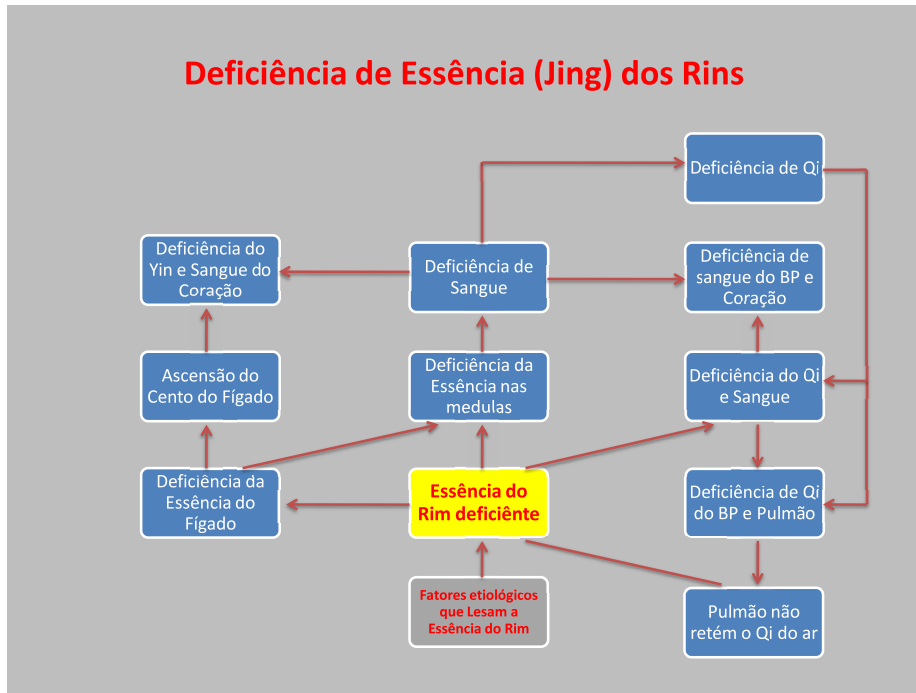 Deficiência de Essência (Jing) dos Rins
Deficiência de Qi
Deficiência do
Yin e Sangue do
Coração
Deficiência de
Sangue
Deficiência de
sangue do BP e
Coração
Ascensão do
Cento do Fígado
Deficiência da
Essência nas
medulas
Deficiência do Qi
e Sangue
Deficiência da
Essência do
Fígado
Essência do
Rim deficiênte
Deficiência de Qi
do BP e Pulmão
Fatores etiológicos
que Lesam a
Essência do Rim
Pulmão não
retém o Qi do ar